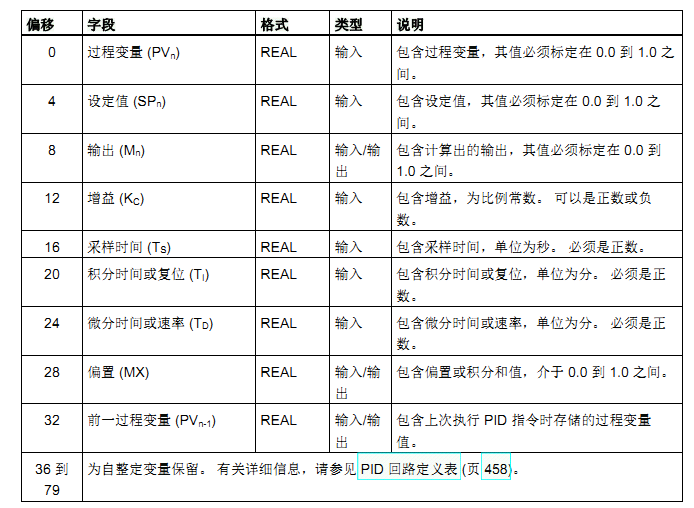 偏移 字段 格式 类型 说明
0 过程变量 (PVn) REAL 输入 包含过程变量，其值必须标定在 0.0 到 1.0 之
间。
4 设定值 (SPn) REAL 输入 包含设定值，其值必须标定在 0.0 到 1.0 之
间。
8 输出 (Mn) REAL 输入/输 包含计算出的输出，其值必须标定在 0.0 到
出 1.0 之间。
12 增益 (KC) REAL 输入 包含增益，为比例常数。 可以是正数或负
数。
16 采样时间 (TS) REAL 输入 包含采样时间，单位为秒。 必须是正数。
20 积分时间或复位 (TI) REAL 输入 包含积分时间或复位，单位为分。 必须是正
数。
24 微分时间或速率 (TD) REAL 输入 包含微分时间或速率，单位为分。 必须是正
数。
28 偏置 (MX) REAL 输入/输 包含偏置或积分和值，介于 0.0 到 1.0 之间。
出
32 前一过程变量 (PVn-1) REAL 输入/输 包含上次执行 PID 指令时存储的过程变量
出 值。
36 到 为自整定变量保留。 有关详细信息，请参见 PID 回路定义表 (页 458)。
79